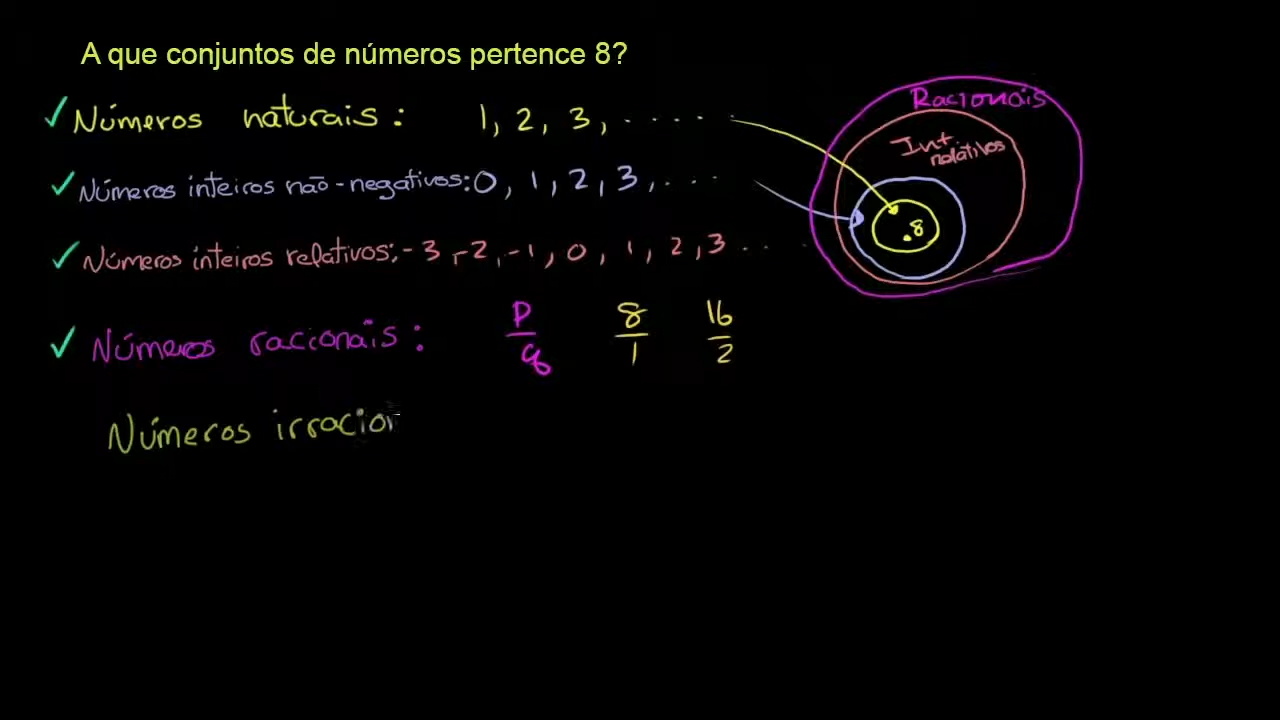 A que conjuntos de números pertence 8?
✓ Números naturais: 1, 2, 3, ......
✓ Números inteiros não-negativos: 0, 1, 2, 3, ...
✓ Números inteiros relativos: -3, -2, -1, 0, 1, 2, 3 ....
✓ Números racionais: p/q 8/1 16/2
Números irracion
Racionais
Int. relativos
.8